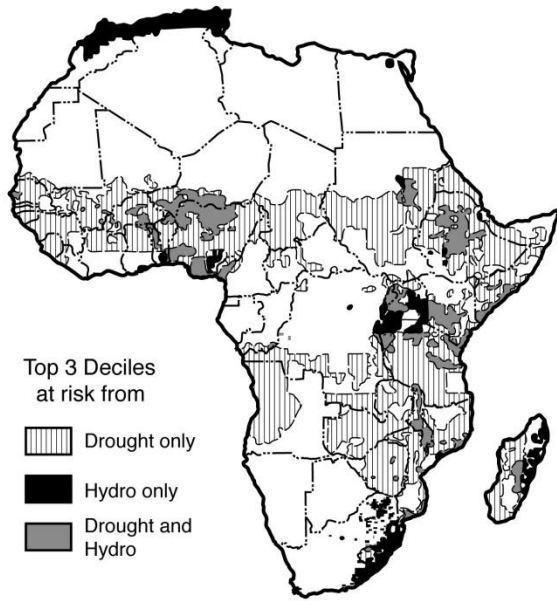 Top 3 Deciles
at risk from
Drought only
Hydro only
Drought and
Hydro